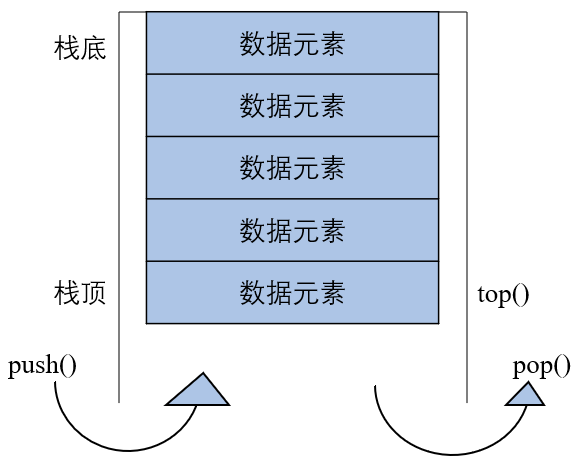 栈底
数据元素
数据元素
数据元素
数据元素
栈顶
数据元素
top()
push()
pop()